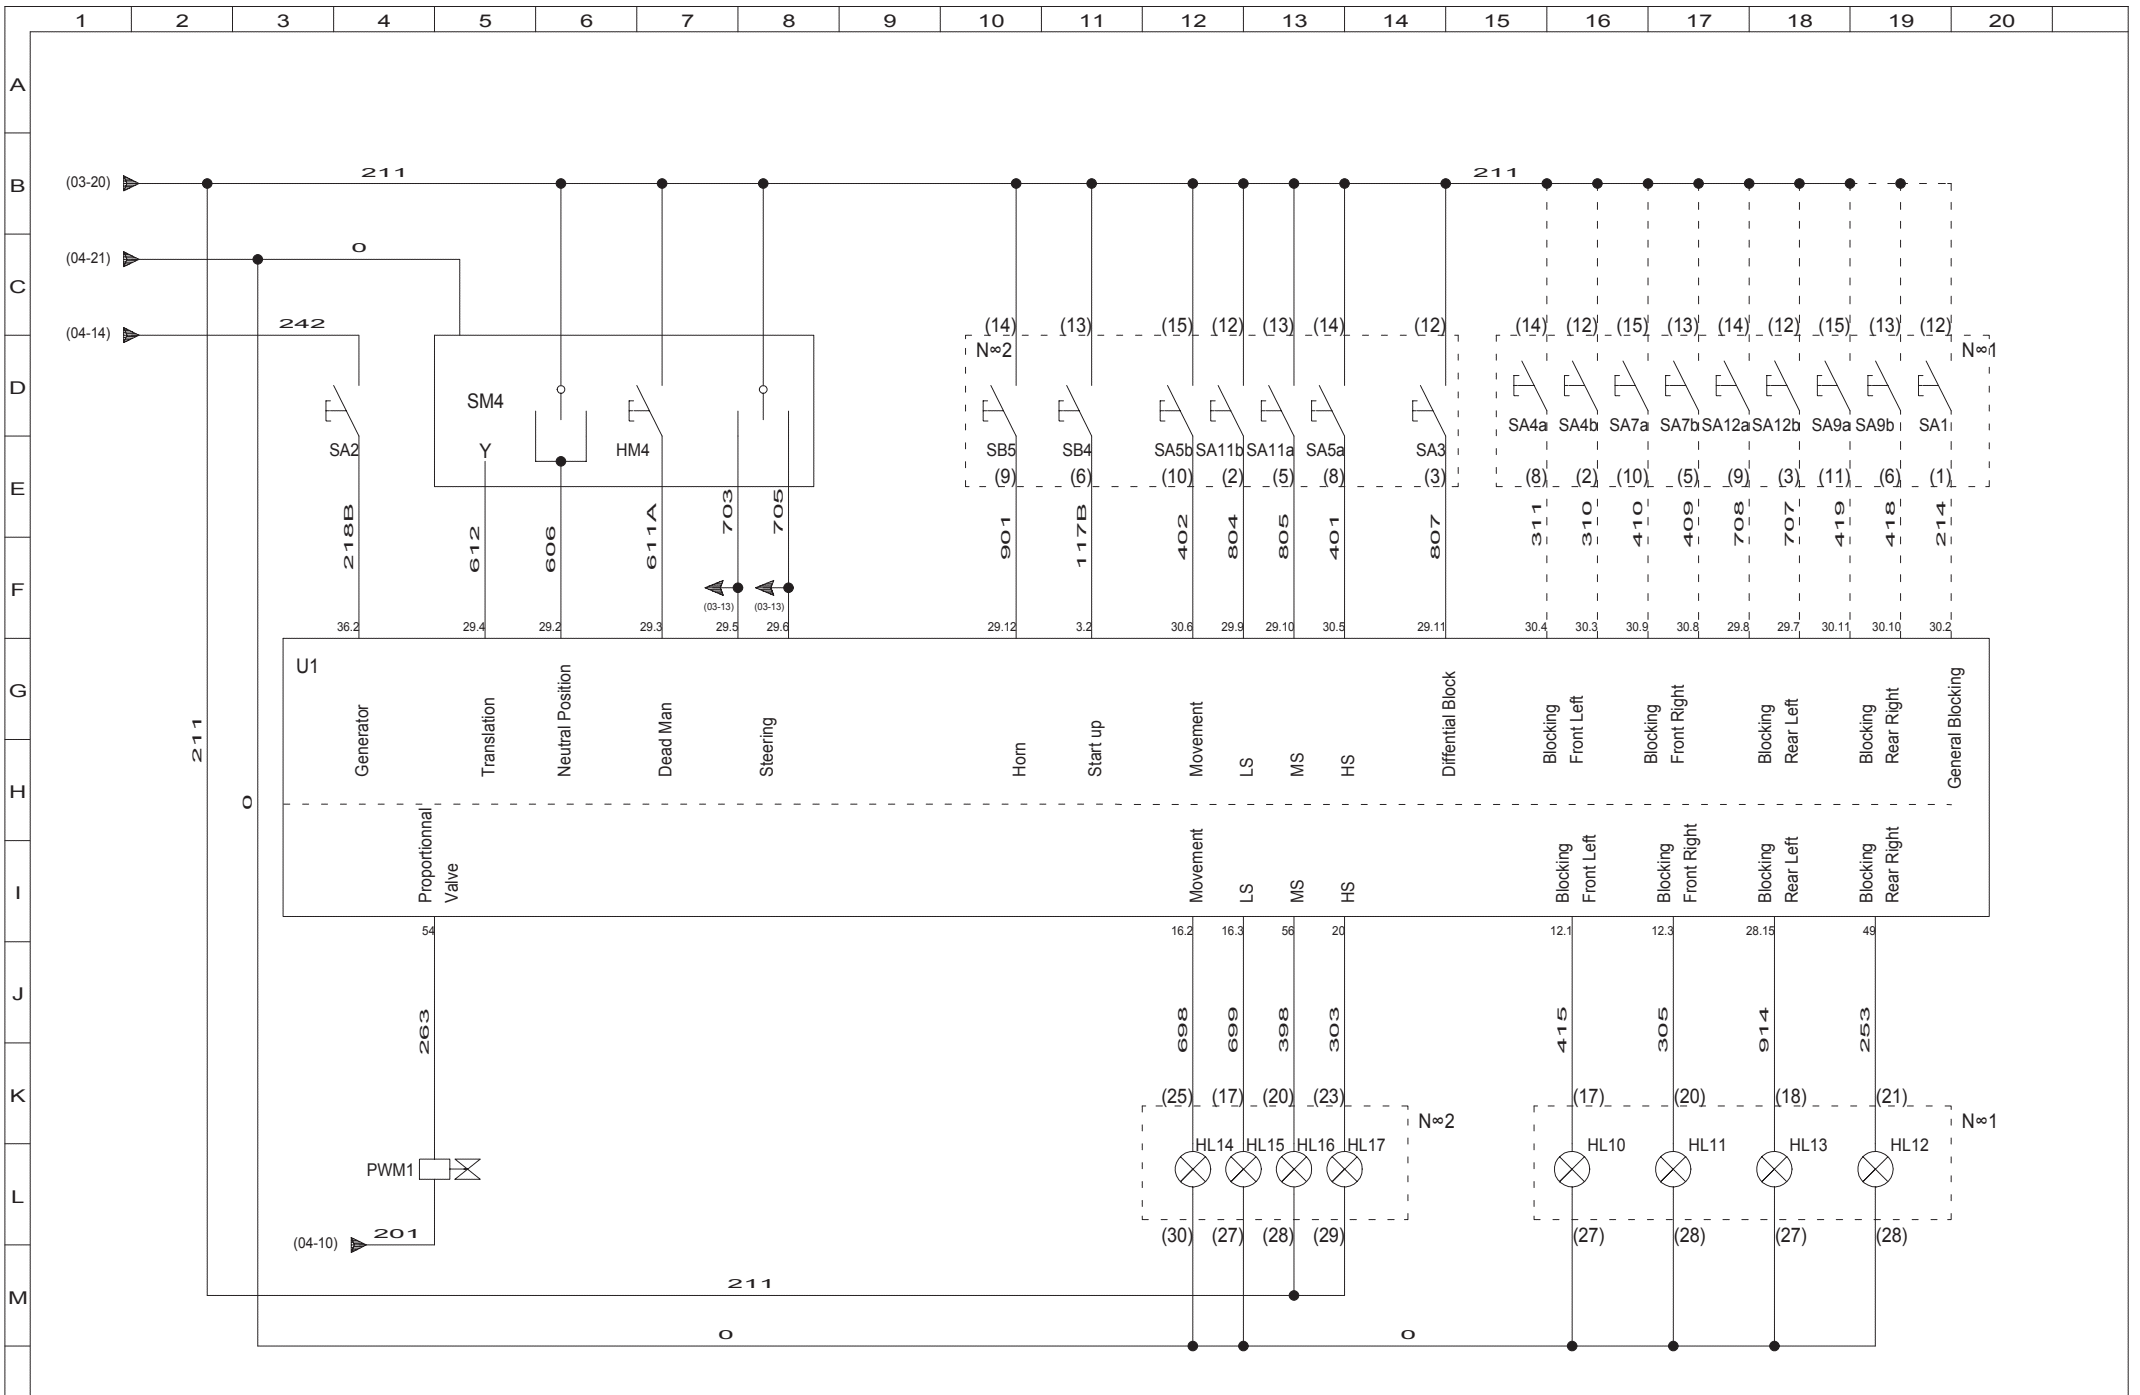 1 2 3 4 5 6 7 8 9 10 11 12 13 14 15 16 17 18 19 20
A
B (03-20) 211 211
C (04-21) 0
(04-14) 242
(14) (13) (15) (12) (13) (14) (12) (14) (12) (15) (13) (14) (12) (15) (13) (12)
N∞2 N∞1
D SM4
SA4a SA4b SA7a SA7b SA12a SA12b SA9a SA9b SA1
SA2 Y HM4 SB5 SB4 SA5b SA11b SA11a SA5a SA3
E (9) (6) (10) (2) (5) (8) (3) (8) (2) (10) (5) (9) (3) (11) (6) (1)
218B 612 606 611A 703 705 901 117B 402 804 805 401 807 311 310 410 409 708 707 419 418 214
F
(03-13) (03-13)
36.2 29.4 29.2 29.3 29.5 29.6 29.12 3.2 30.6 29.9 29.10 30.5 29.11 30.4 30.3 30.9 30.8 29.8 29.7 30.11 30.10 30.2
U1
G
211
Generator
Translation
Neutral Position
Dead Man
Steering
Horn
Start up
Movement
LS
MS
HS
Diffential Block
Blocking
Front Left
Blocking
Front Right
Blocking
Rear Left
Blocking
Rear Right
General Blocking
H
0
Proportionnal
Valve
Movement
LS
MS
HS
Blocking
Front Left
Blocking
Front Right
Blocking
Rear Left
Blocking
Rear Right
I
54 16.2 16.3 56 20 12.1 12.3 28.15 49
J
263 698 699 398 303 415 305 914 253
K (25) (17) (20) (23) (17) (20) (18) (21)
N∞2 N∞1
HL14 HL15 HL16 HL17 HL10 HL11 HL13 HL12
PWM1
L
(04-10) 201 (30) (27) (28) (29) (27) (28) (27) (28)
211
M
0 0